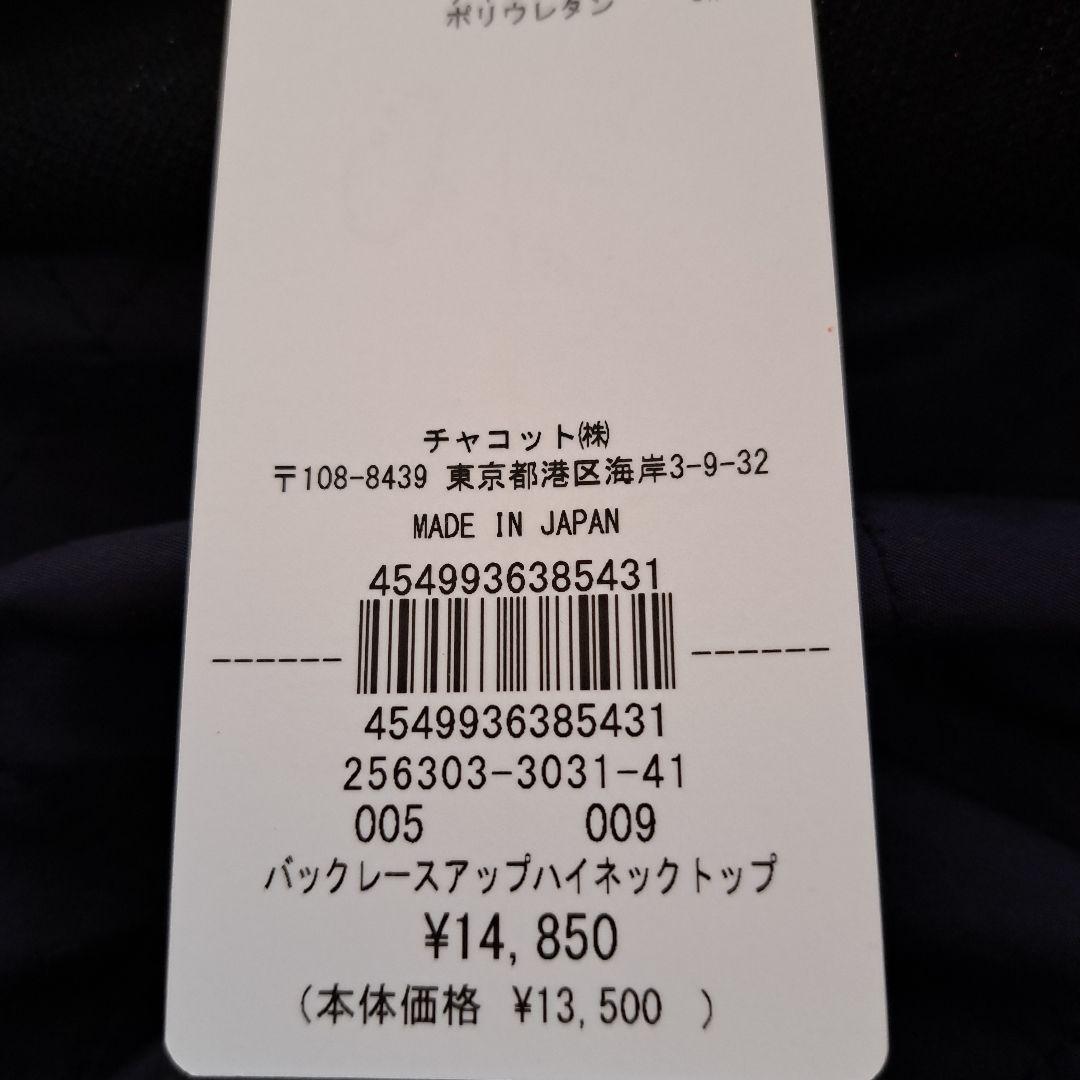 ポリウレタン
チャコット㈱
〒108-8439 東京都港区海岸3-9-32
MADE IN JAPAN
4549936385431
4549936385431
256303-3031-41
005 009
バックレースアップハイネックトップ
¥14,850
(本体価格 ¥13,500 )